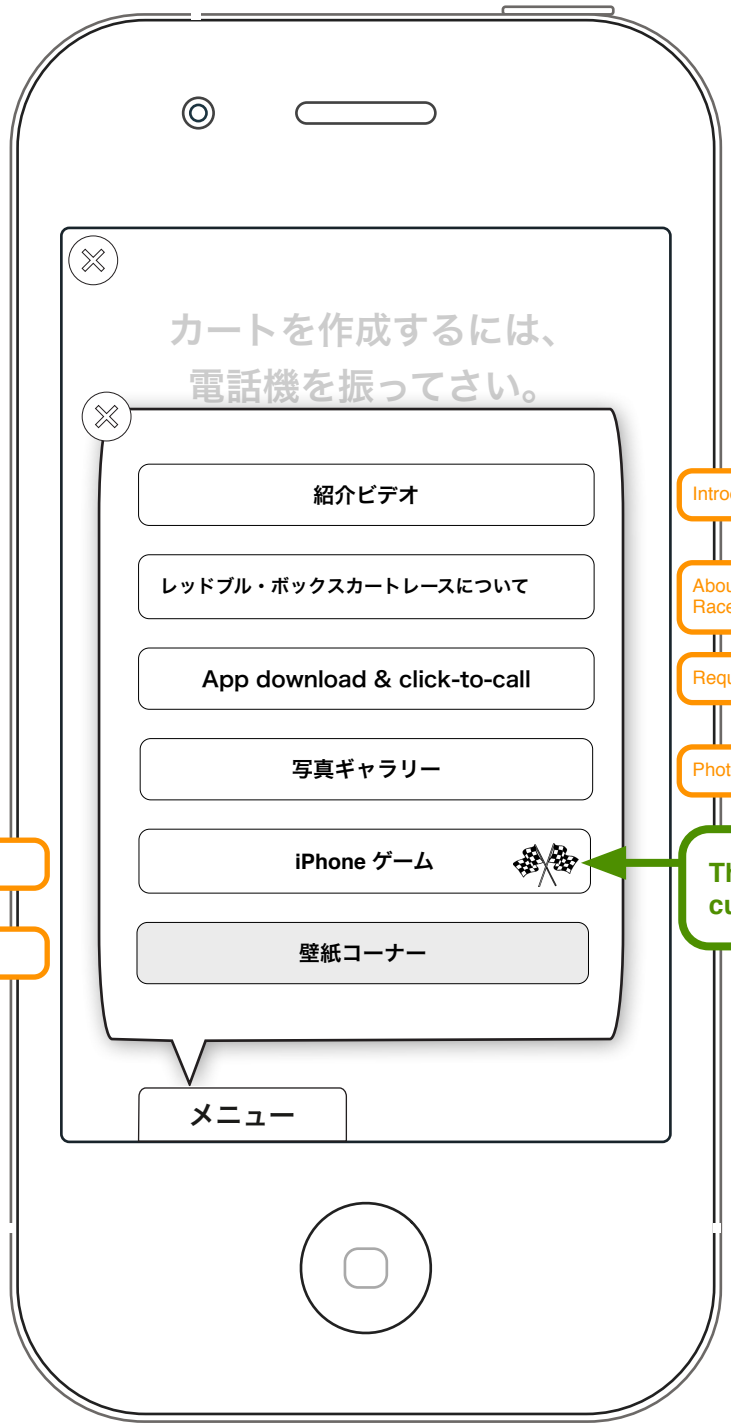 カートを作成するには、
電話機を振ってさい。
紹介ビデオ
レッドブル・ボックスカートレースについて
App download & click-to-call
写真ギャラリー
iPhone ゲーム
壁紙コーナー
メニュー